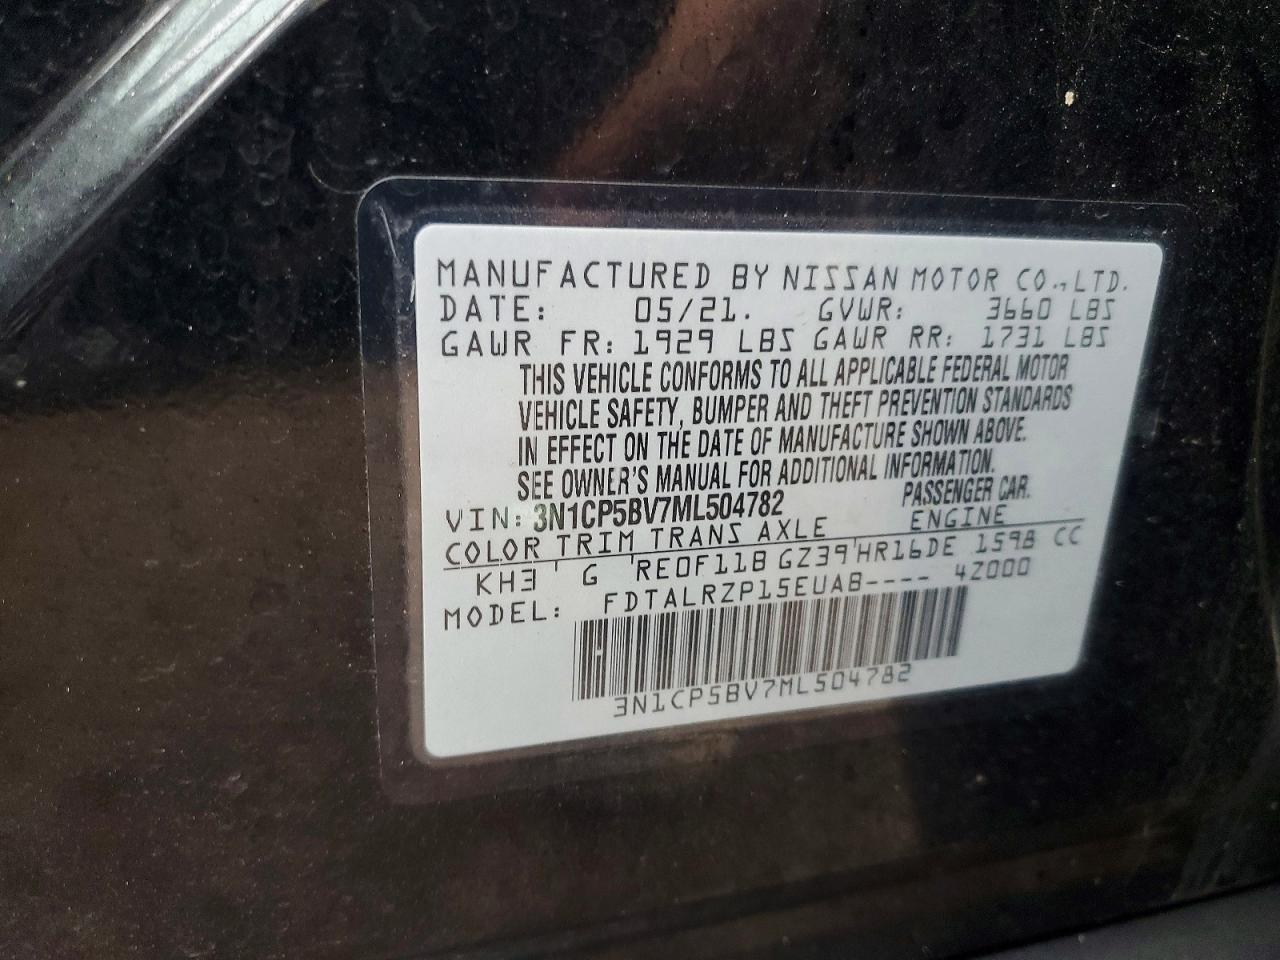 MANUFACTURED BY NISSAN MOTOR CO., LTD.
DATE: 05/21. GVWR: 3660 LBS
GAWR FR: 1929 LBS GAWR RR: 1731 LBS
THIS VEHICLE CONFORMS TO ALL APPLICABLE FEDERAL MOTOR
VEHICLE SAFETY, BUMPER AND THEFT PREVENTION STANDARDS
IN EFFECT ON THE DATE OF MANUFACTURE SHOWN ABOVE.
SEE OWNER'S MANUAL FOR ADDITIONAL INFORMATION.
VIN: 3N1CP5BV7ML504782 PASSENGER CAR.
COLOR TRIM TRANS AXLE ENGINE
KH3 G RE0F11B GZ39 HR16DE 1598 CC
MODEL: FDTALRZP15EUAB---- 4Z000
3N1CP5BV7ML504782